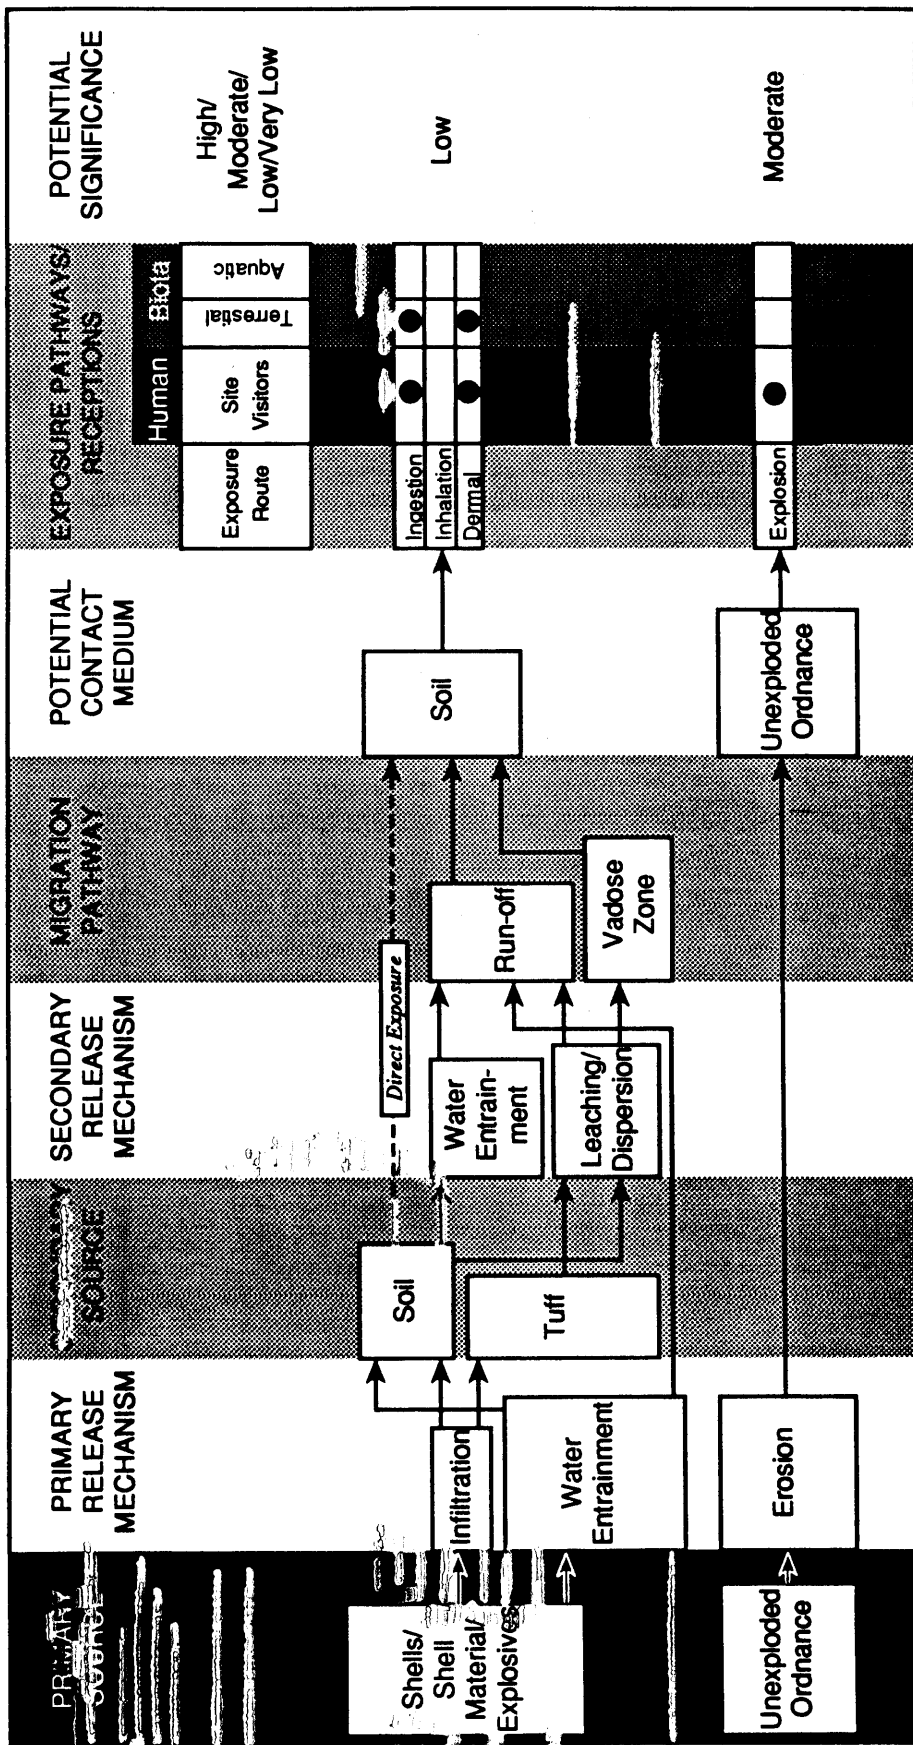 PRIMARY
SOURCE
PRIMARY
RELEASE
MECHANISM
SOURCE
SECONDARY
RELEASE
MECHANISM
MIGRATION
PATHWAY
POTENTIAL
CONTACT
MEDIUM
EXPOSURE PATHWAYS/
RECEPTIONS
POTENTIAL
SIGNIFICANCE
Human
Biota
Exposure
Route
Site
Visitors
Terrestial
Aquatic
High/
Moderate/
Low/Very Low
Shells/
Shell
Material/
Explosives
Infiltration
Water
Entrainment
Soil
Tuff
Direct Exposure
Water
Entrain-
ment
Leaching/
Dispersion
Run-off
Vadose
Zone
Soil
Ingestion
Inhalation
Dermal
Low
Unexploded
Ordnance
Erosion
Unexploded
Ordnance
Explosion
Moderate